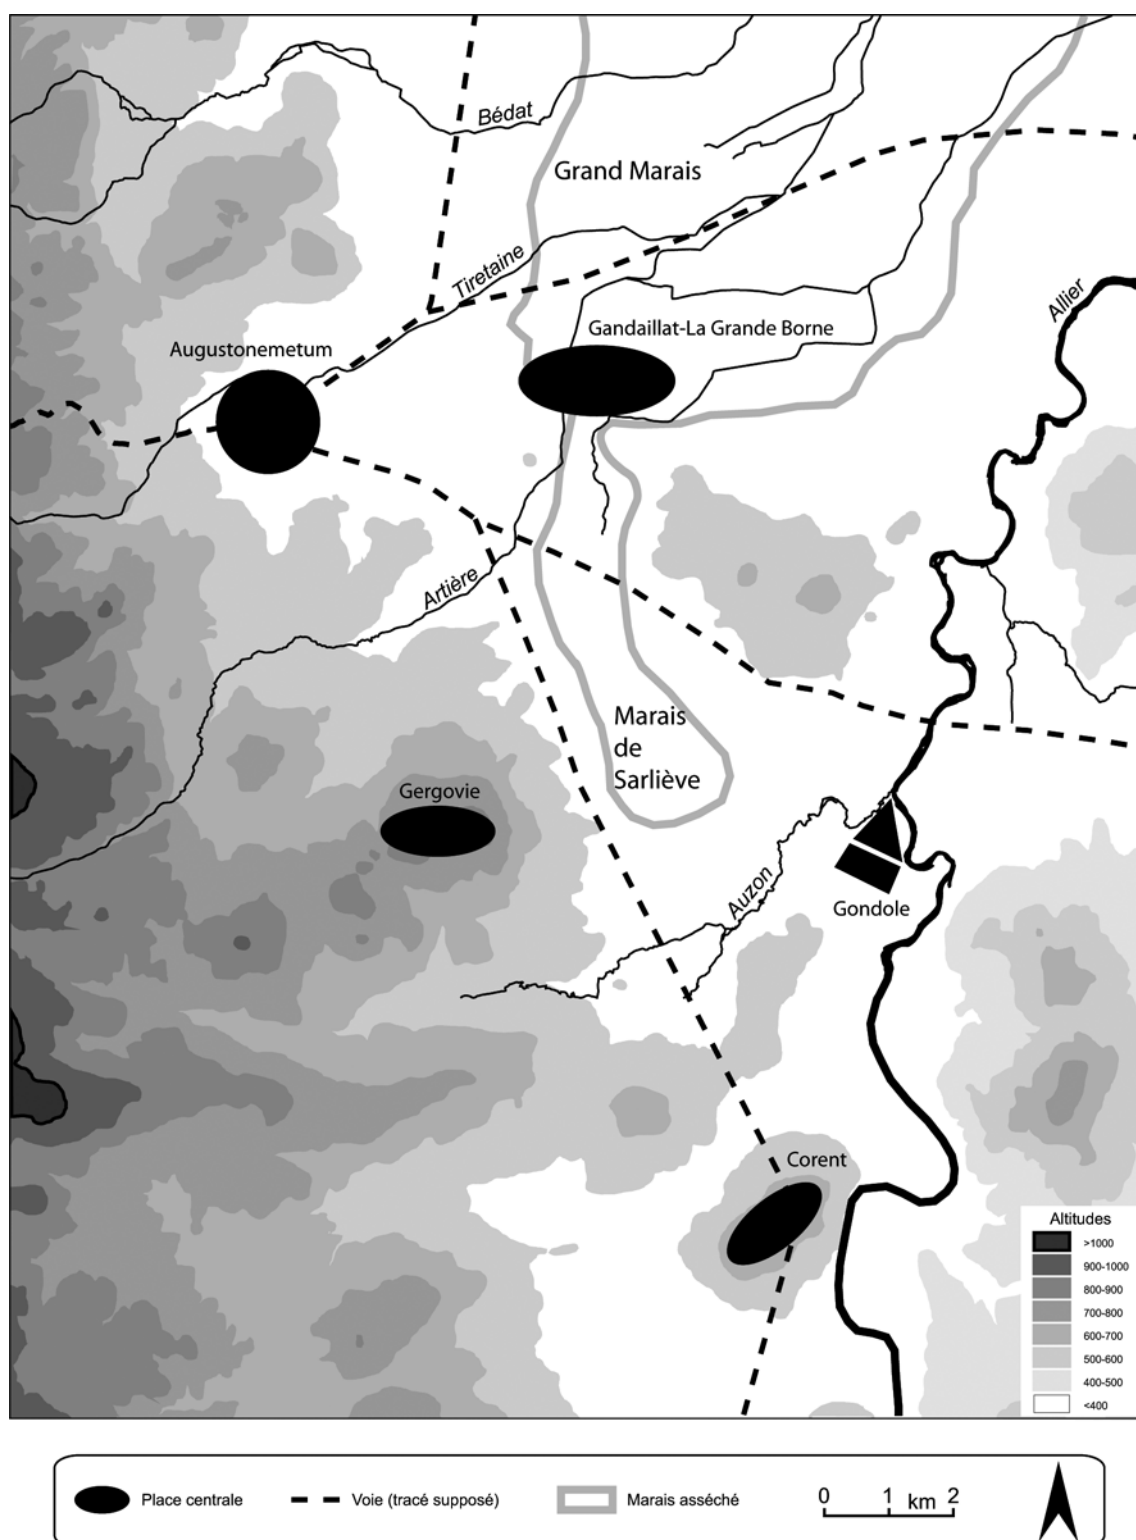 Bédat
Grand Marais
Tiretaine
Allier
Gandaillat-La Grande Borne
Augustonemetum
Artière
Marais
de
Sarliève
Gergovie
Auzon
Gondole
Corent
Altitudes
>1000
900-1000
800-900
700-800
600-700
500-600
400-500
<400
Place centrale
Voie (tracé supposé)
Marais asséché
0 1 km 2